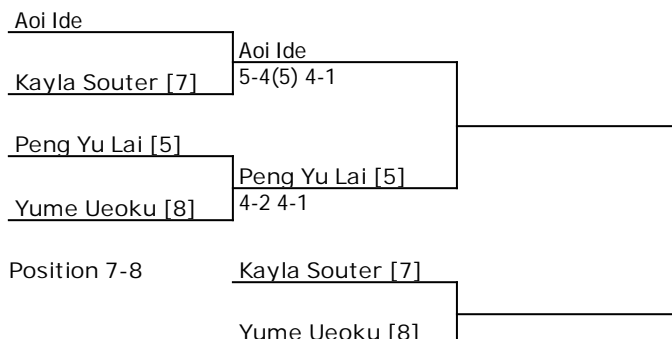 Aoi Ide
Aoi Ide
Kayla Souter [7]
5-4(5) 4-1
Peng Yu Lai [5]
Peng Yu Lai [5]
Yume Ueoku [8]
4-2 4-1
Position 7-8
Kayla Souter [7]
Yume Ueoku [8]